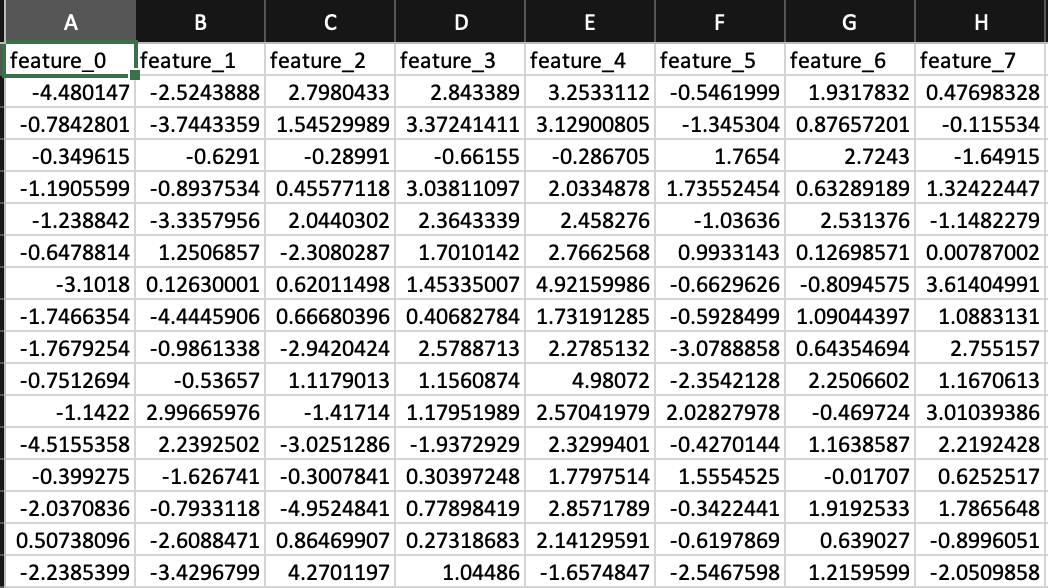 A B C D E F G H
feature_0 feature_1 feature_2 feature_3 feature_4 feature_5 feature_6 feature_7
-4.480147 -2.5243888 2.7980433 2.843389 3.2533112 -0.5461999 1.9317832 0.47698328
-0.7842801 -3.7443359 1.54529989 3.37241411 3.12900805 -1.345304 0.87657201 -0.115534
-0.349615 -0.6291 -0.28991 -0.66155 -0.286705 1.7654 2.7243 -1.64915
-1.1905599 -0.8937534 0.45577118 3.03811097 2.0334878 1.73552454 0.63289189 1.32422447
-1.238842 -3.3357956 2.0440302 2.3643339 2.458276 -1.03636 2.531376 -1.1482279
-0.6478814 1.2506857 -2.3080287 1.7010142 2.7662568 0.9933143 0.12698571 0.00787002
-3.1018 0.12630001 0.62011498 1.45335007 4.92159986 -0.6629626 -0.8094575 3.61404991
-1.7466354 -4.4445906 0.66680396 0.40682784 1.73191285 -0.5928499 1.09044397 1.0883131
-1.7679254 -0.9861338 -2.9420424 2.5788713 2.2785132 -3.0788858 0.64354694 2.755157
-0.7512694 -0.53657 1.1179013 1.1560874 4.98072 -2.3542128 2.2506602 1.1670613
-1.1422 2.99665976 -1.41714 1.17951989 2.57041979 2.02827978 -0.469724 3.01039386
-4.5155358 2.2392502 -3.0251286 -1.9372929 2.3299401 -0.4270144 1.1638587 2.2192428
-0.399275 -1.626741 -0.3007841 0.30397248 1.7797514 1.5554525 -0.01707 0.6252517
-2.0370836 -0.7933118 -4.9524841 0.77898419 2.8571789 -0.3422441 1.9192533 1.7865648
0.50738096 -2.6088471 0.86469907 0.27318683 2.14129591 -0.6197869 0.639027 -0.8996051
-2.2385399 -3.4296799 4.2701197 1.04486 -1.6574847 -2.5467598 1.2159599 -2.0509858